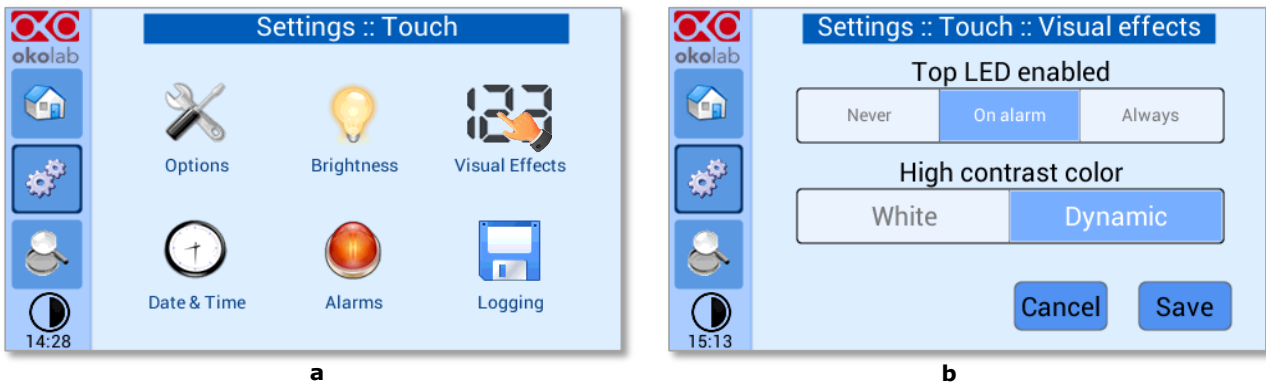 Settings :: Touch
okolab
Options
Brightness
123
Visual Effects
Date & Time
Alarms
Logging
14:28
a
Settings :: Touch :: Visual effects
okolab
Top LED enabled
Never
On alarm
Always
High contrast color
White
Dynamic
Cancel
Save
15:13
b